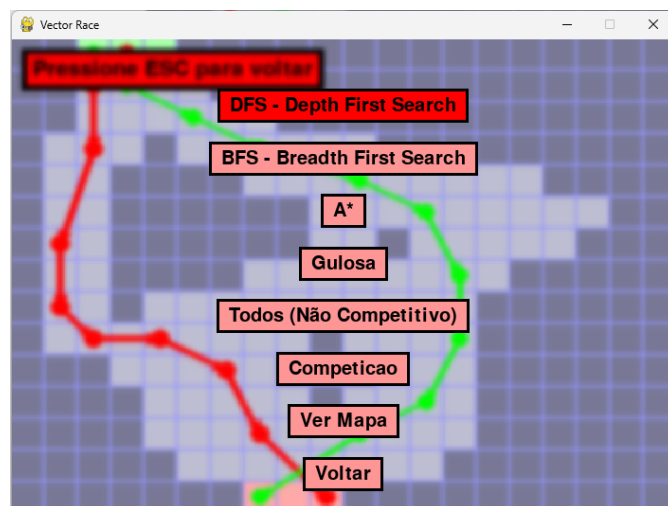 Vector Race
Pressione ESC para voltar
DFS - Depth First Search
BFS - Breadth First Search
A*
Gulosa
Todos (Não Competitivo)
Competicao
Ver Mapa
Voltar